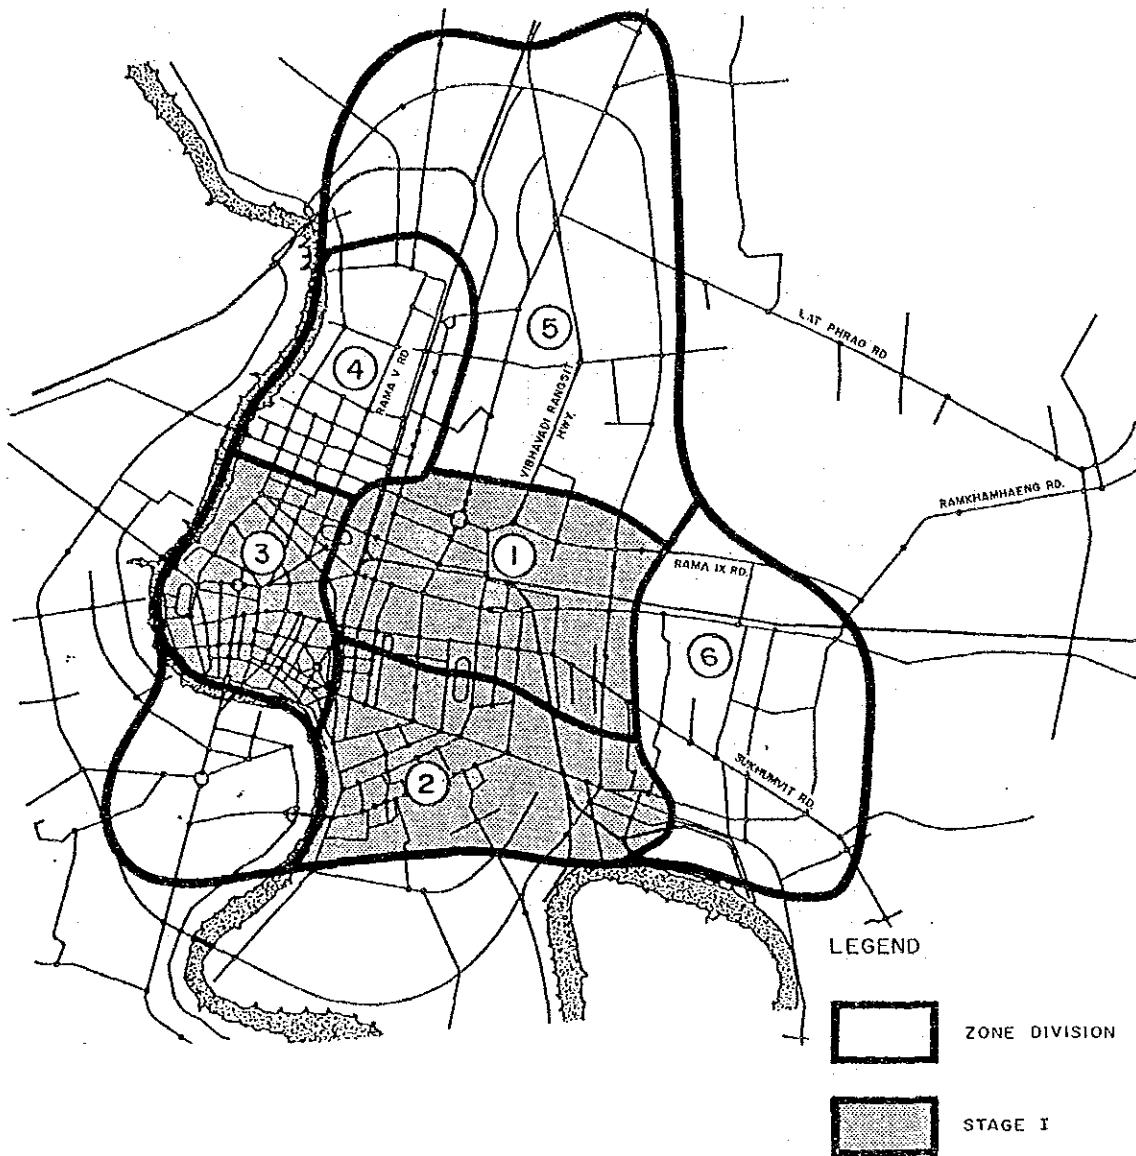 LAT PHRAO RD
5
4
RAMA V RD
VIBHAVADI RANGSIT
HWY.
RAMKHAMHAENG RD.
3
1
RAMA IX RD.
6
SUKHUMVIT RD.
2
LEGEND
ZONE DIVISION
STAGE I